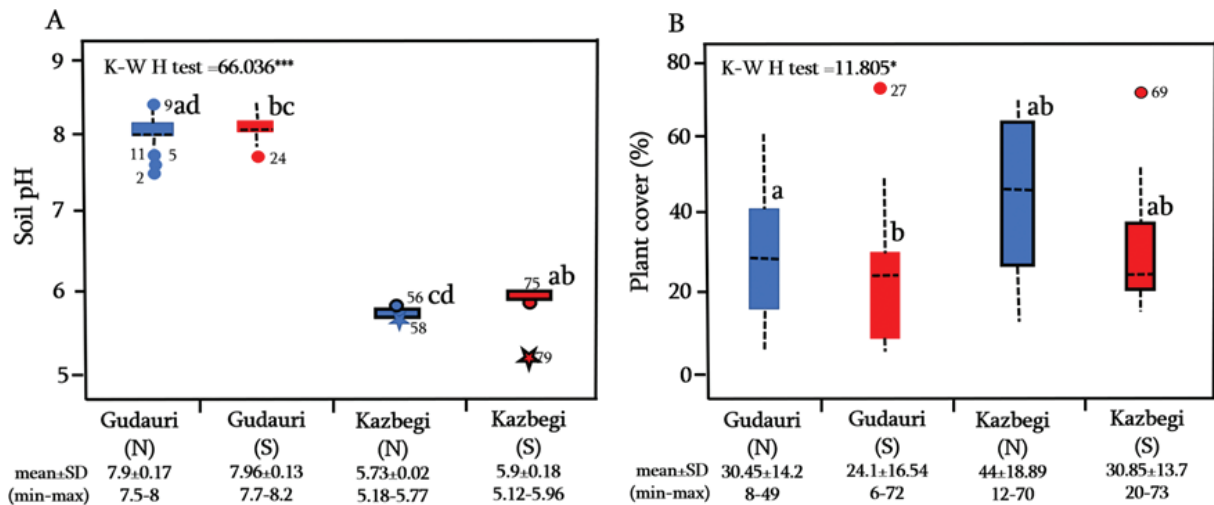 A
K-W H test =66.036***
Soil pH
9
8
7
6
5
9
ad
11
5
2
bc
24
56
cd
58
75
ab
79
Gudauri
(N)
Gudauri
(S)
Kazbegi
(N)
Kazbegi
(S)
mean±SD 7.9±0.17 7.96±0.13 5.73±0.02 5.9±0.18
(min-max) 7.5-8 7.7-8.2 5.18-5.77 5.12-5.96
B
K-W H test =11.805*
Plant cover (%)
80
60
40
20
0
a
27
b
ab
69
ab
Gudauri
(N)
Gudauri
(S)
Kazbegi
(N)
Kazbegi
(S)
mean±SD 30.45±14.2 24.1±16.54 44±18.89 30.85±13.7
(min-max) 8-49 6-72 12-70 20-73